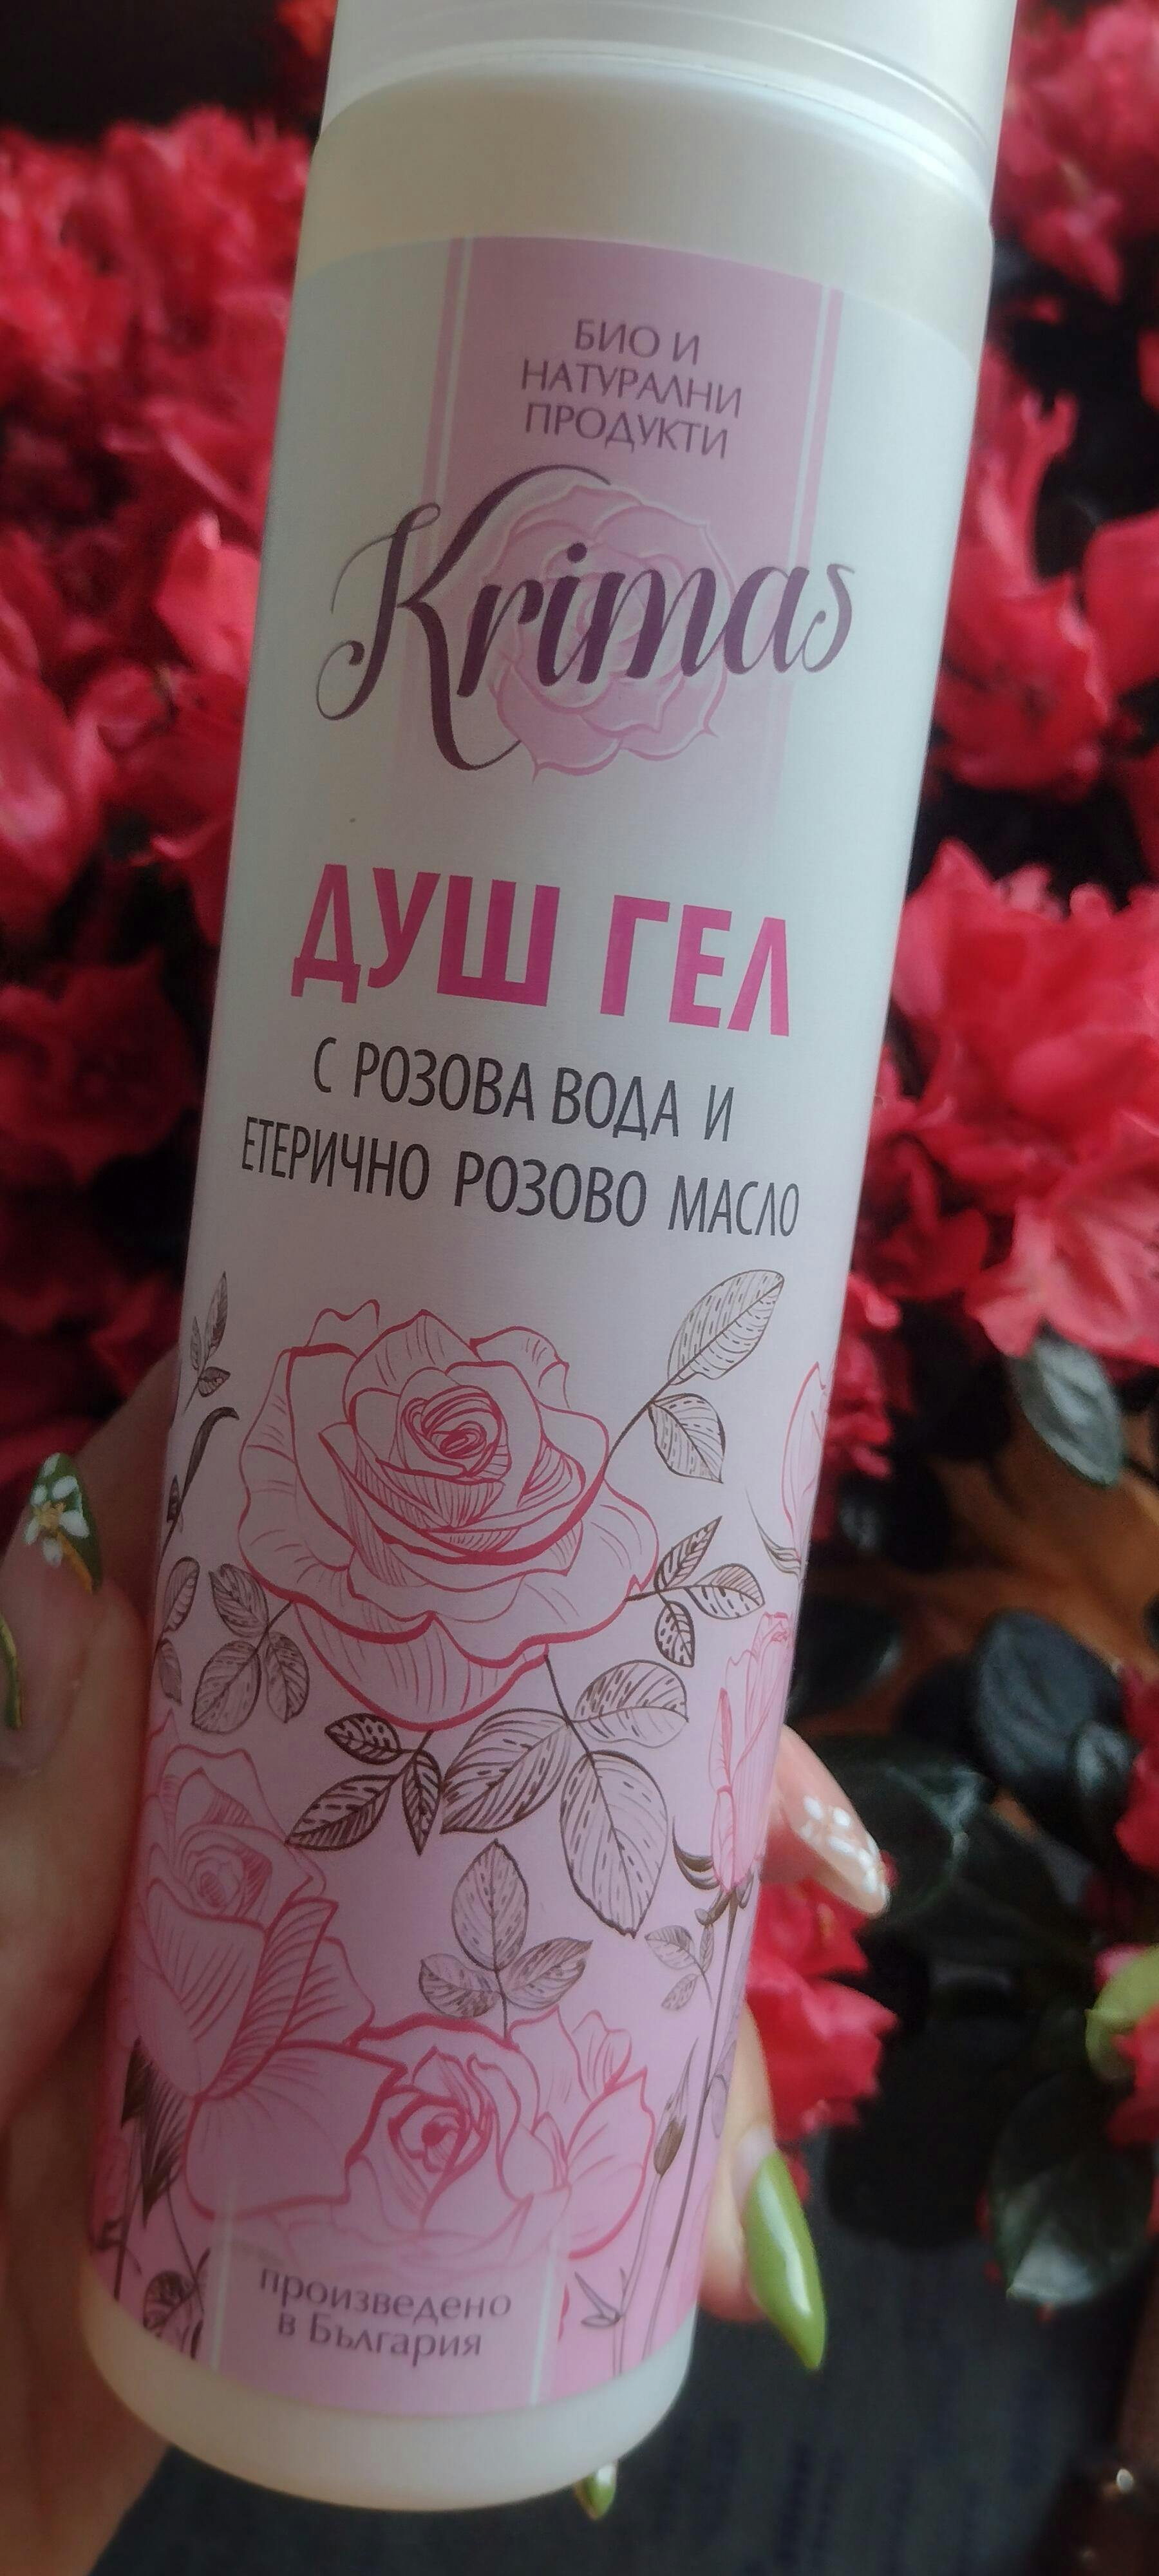 БИО И
НАТУРАЛНИ
ПРОДУКТИ
Krimas
ДУШ ГЕЛ
С РОЗОВА ВОДА И
ЕТЕРИЧНО РОЗОВО МАСЛО
произведено
в България